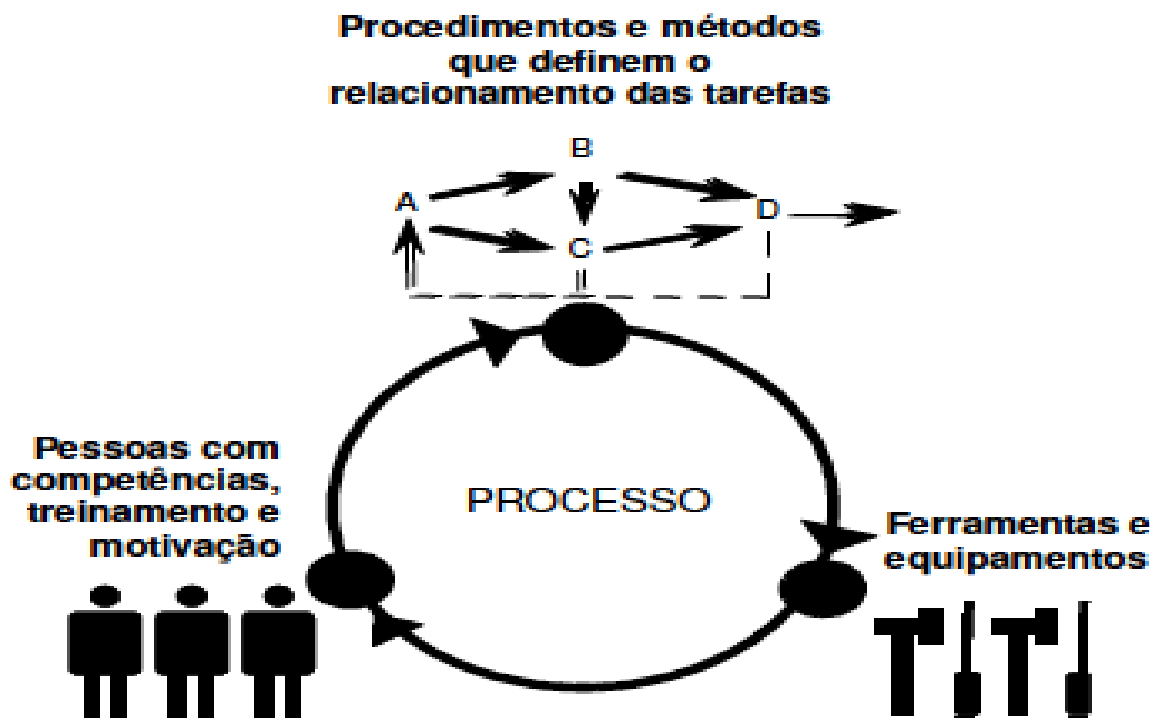 Procedimentos e métodos
que definem o
relacionamento das tarefas
B
A
D
C
Pessoas com
competências,
treinamento e
motivação
PROCESSO
Ferramentas e
equipamentos